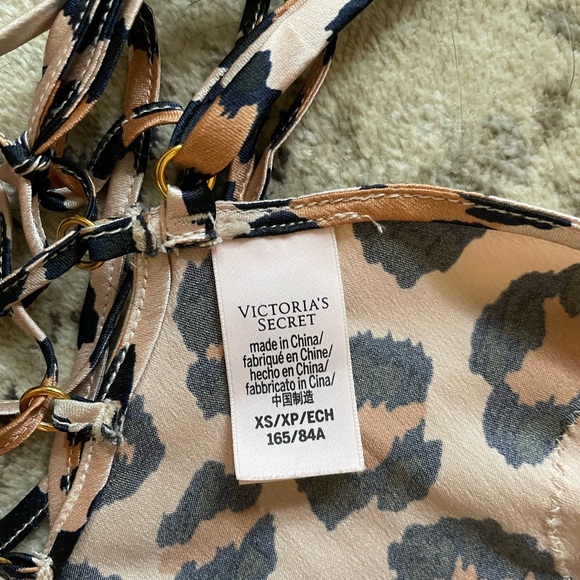 VICTORIA'S
SECRET
made in China/
fabriqué en Chine/
hecho en China/
fabbricato in Cina/
中国制造
XS/XP/ECH
165/84A